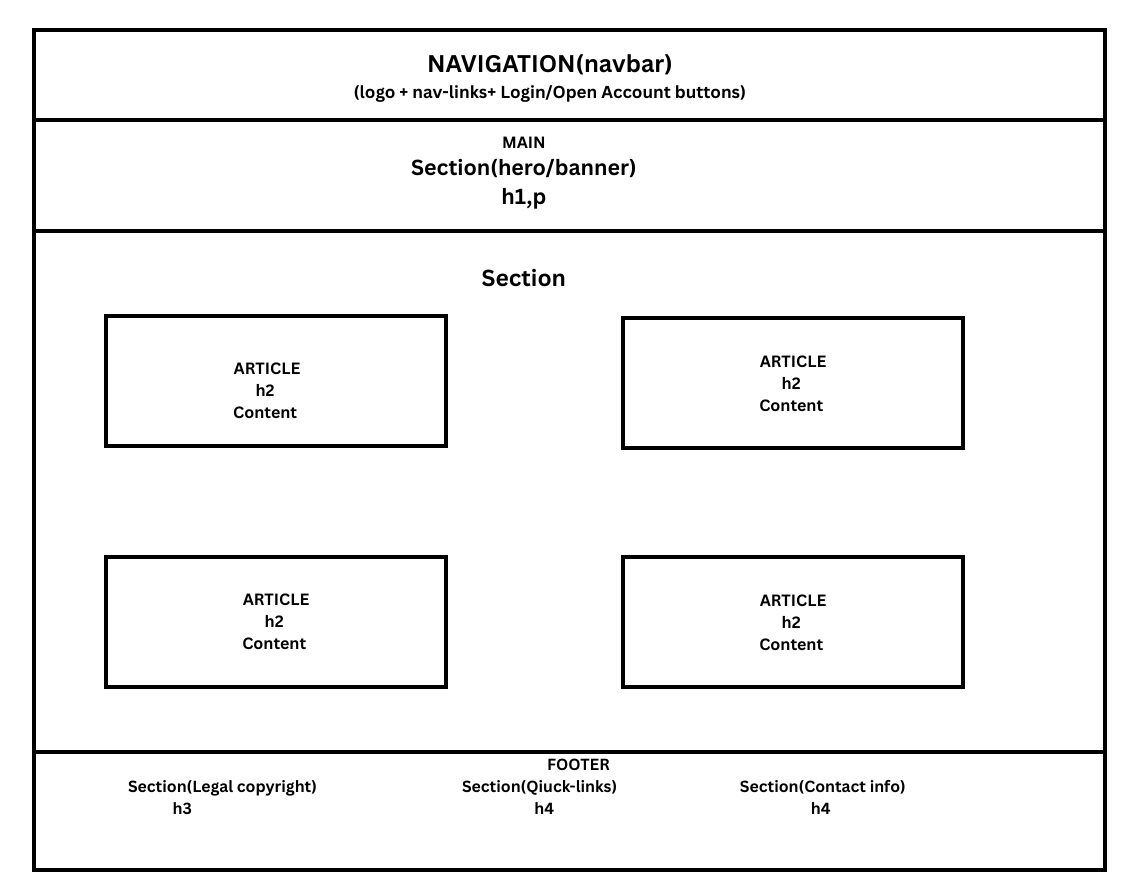 NAVIGATION(navbar)
(logo + nav-links+ Login/Open Account buttons)
MAIN
Section(hero/banner)
h1,p
Section
ARTICLE
h2
Content
ARTICLE
h2
Content
ARTICLE
h2
Content
ARTICLE
h2
Content
FOOTER
Section(Legal copyright)
h3
Section(Qiuck-links)
h4
Section(Contact info)
h4